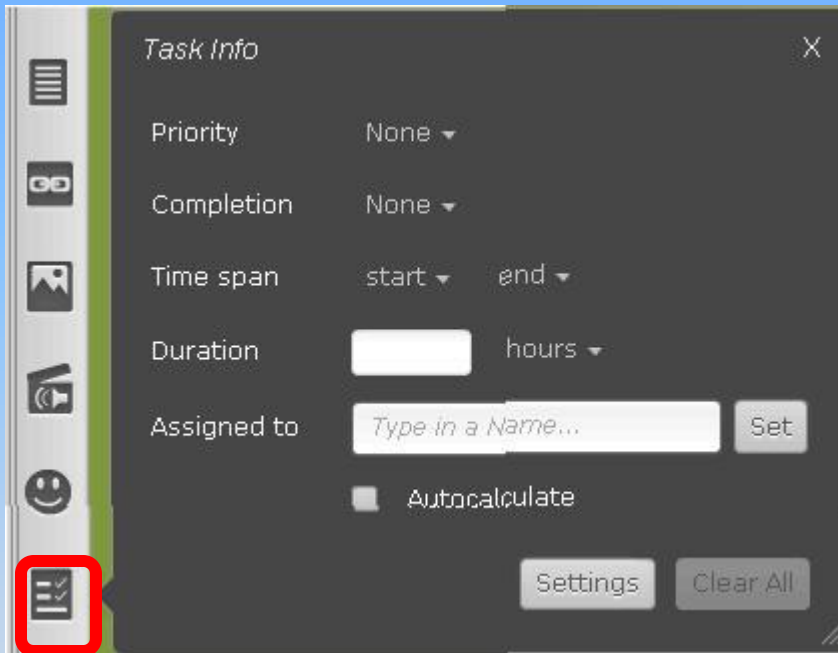 Task Info X
Priority None
Completion None
Time span start end
Duration hours
Assigned to Type in a Name... Set
Autocalculate
Settings Clear All